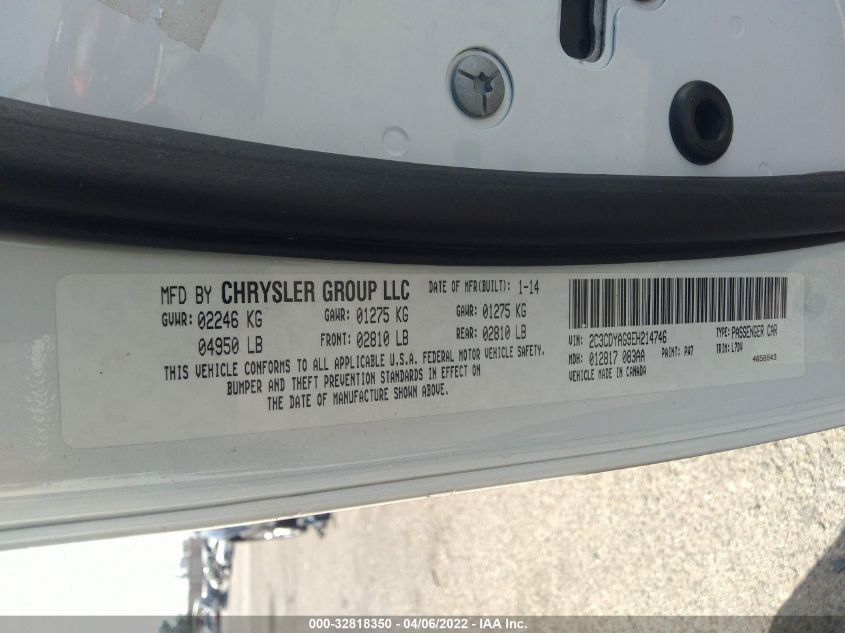 MFD BY CHRYSLER GROUP LLC DATE OF MFR(BUILT): 1-14
GVWR: 02246 KG GAWR: 01275 KG GAWR: 01275 KG
04950 LB FRONT: 02810 LB REAR: 02810 LB
THIS VEHICLE CONFORMS TO ALL APPLICABLE U.S.A. FEDERAL MOTOR VEHICLE SAFETY,
BUMPER AND THEFT PREVENTION STANDARDS IN EFFECT ON
THE DATE OF MANUFACTURE SHOWN ABOVE.
VIN: 2C3CDYAG9EH214746 TYPE: PASSENGER CAR
MDH: 012817 083AA PAINT: PW7 TRIM: L7DV
VEHICLE MADE IN CANADA 4658843
000-32818350 - 04/06/2022 - IAA Inc.